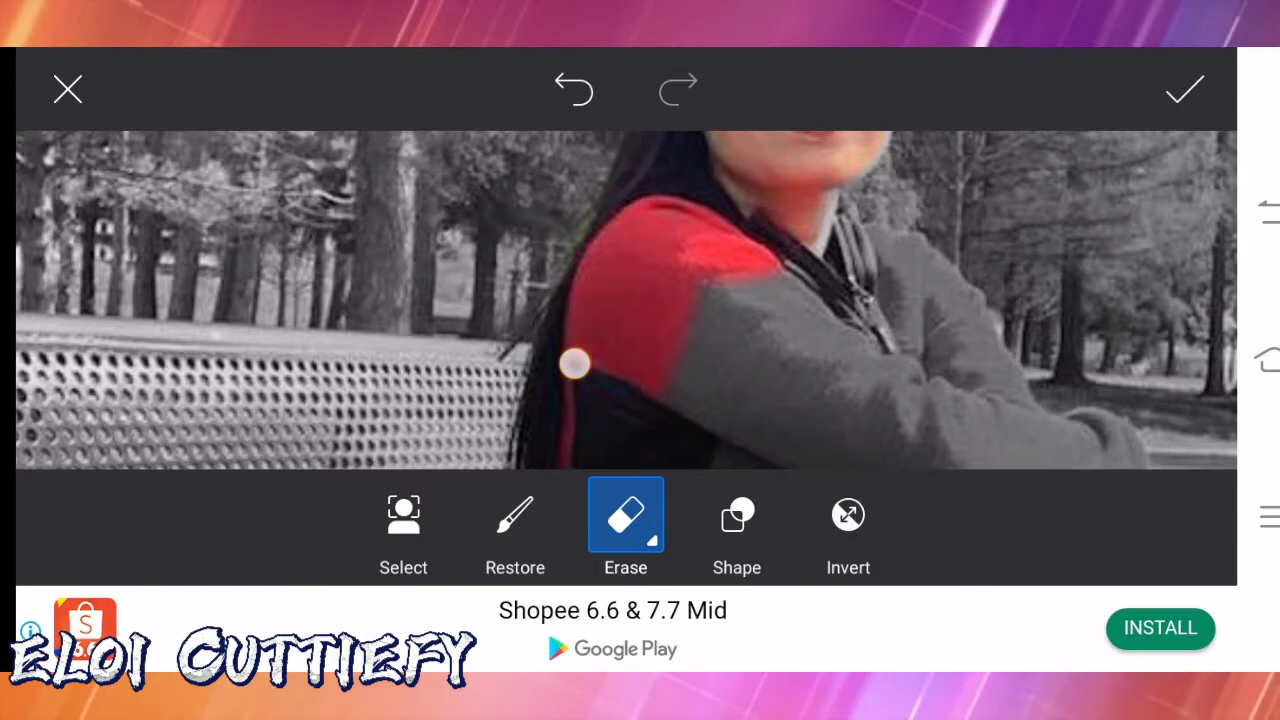 Select
Restore
Erase
Shape
Invert
Shopee 6.6 & 7.7 Mid
Google Play
INSTALL
ELOI CUTTIEFY